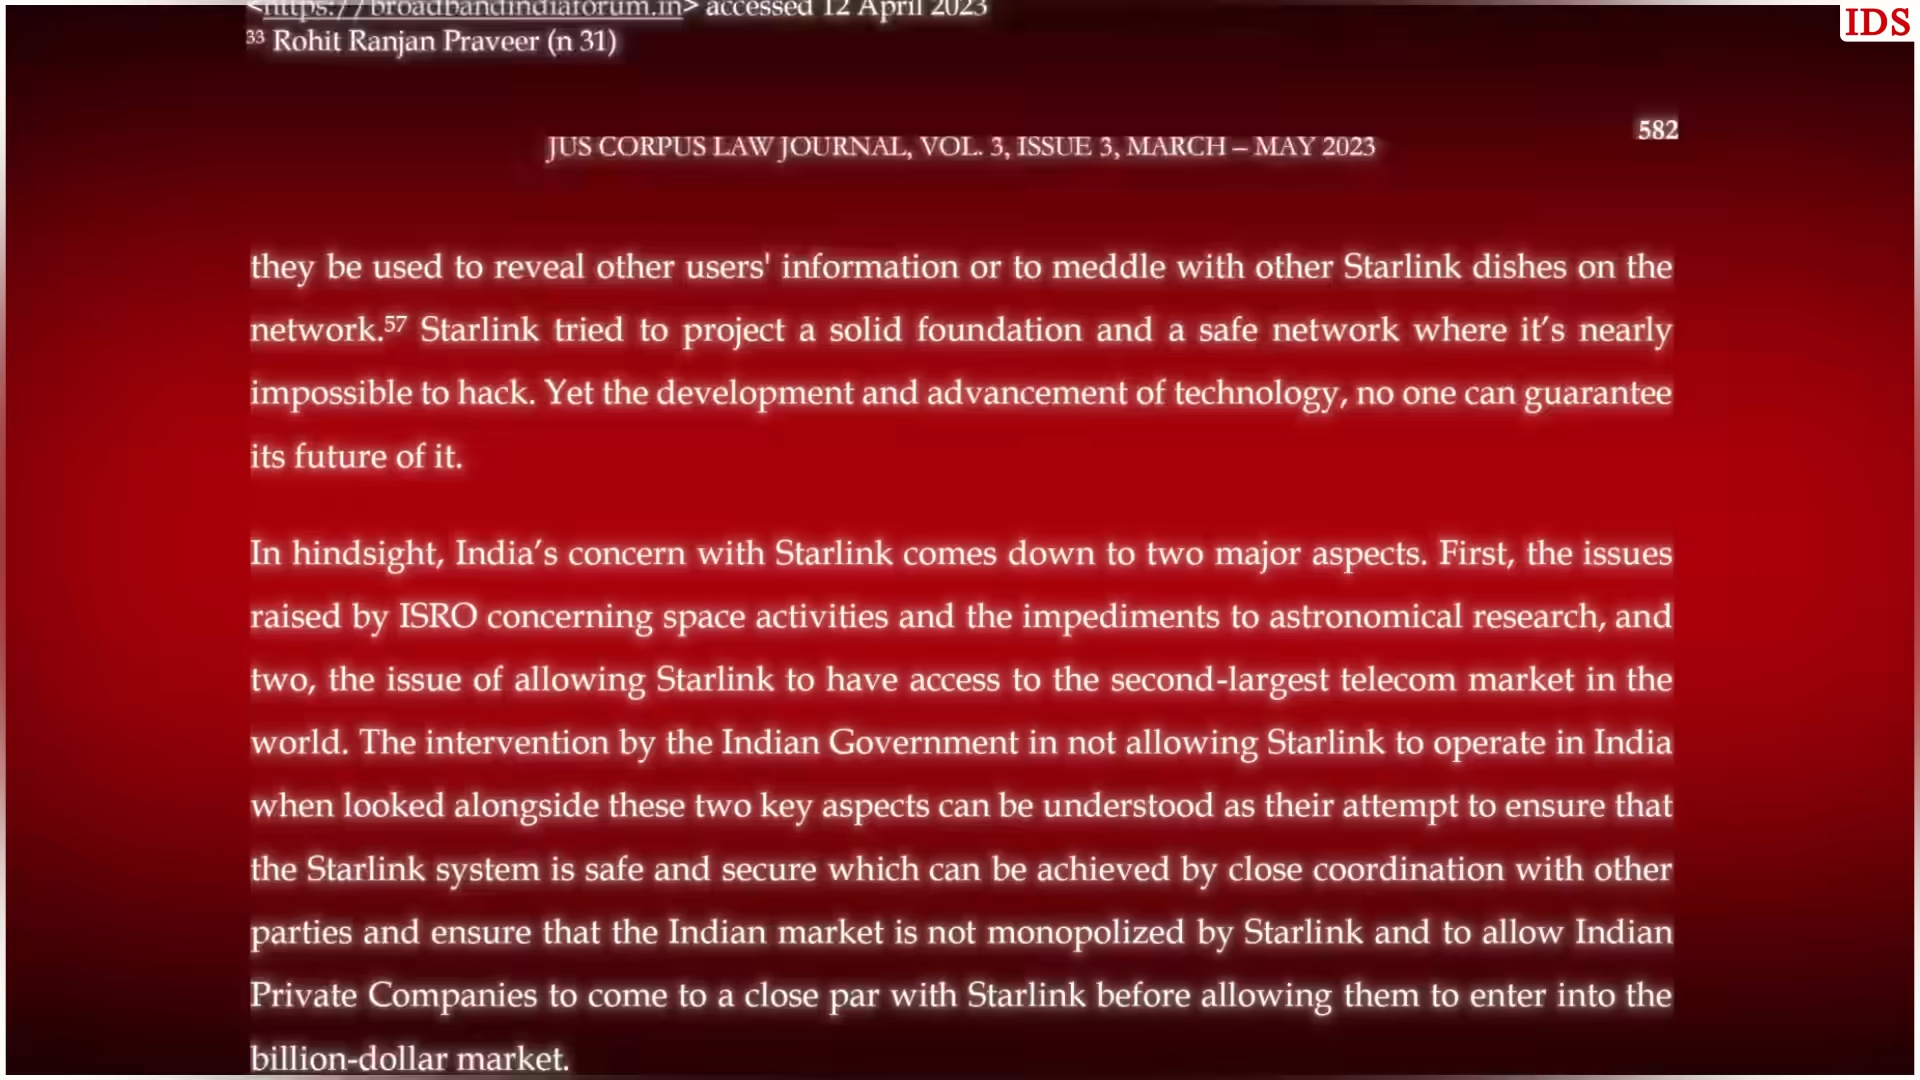 <https://broadbandindiaforum.in> accessed 12 April 2023
33 Rohit Ranjan Praveer (n 31)
IDS
582
JUS CORPUS LAW JOURNAL, VOL. 3, ISSUE 3, MARCH – MAY 2023
they be used to reveal other users' information or to meddle with other Starlink dishes on the
network.57 Starlink tried to project a solid foundation and a safe network where it’s nearly
impossible to hack. Yet the development and advancement of technology, no one can guarantee
its future of it.
In hindsight, India’s concern with Starlink comes down to two major aspects. First, the issues
raised by ISRO concerning space activities and the impediments to astronomical research, and
two, the issue of allowing Starlink to have access to the second-largest telecom market in the
world. The intervention by the Indian Government in not allowing Starlink to operate in India
when looked alongside these two key aspects can be understood as their attempt to ensure that
the Starlink system is safe and secure which can be achieved by close coordination with other
parties and ensure that the Indian market is not monopolized by Starlink and to allow Indian
Private Companies to come to a close par with Starlink before allowing them to enter into the
billion-dollar market.